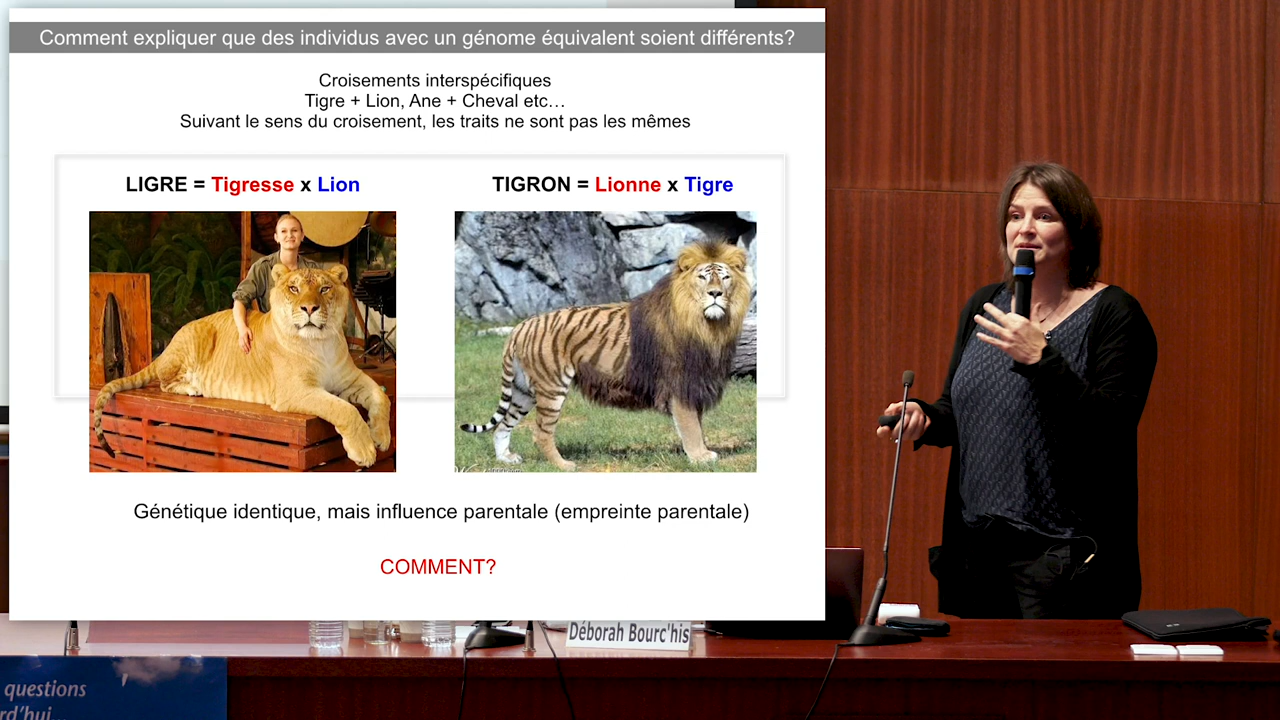 Comment expliquer que des individus avec un génome équivalent soient différents?
Croisements interspécifiques
Tigre + Lion, Ane + Cheval etc…
Suivant le sens du croisement, les traits ne sont pas les mêmes
LIGRE = Tigresse x Lion
TIGRON = Lionne x Tigre
Génétique identique, mais influence parentale (empreinte parentale)
COMMENT?
Déborah Bourc'his
questions
rd'hui...